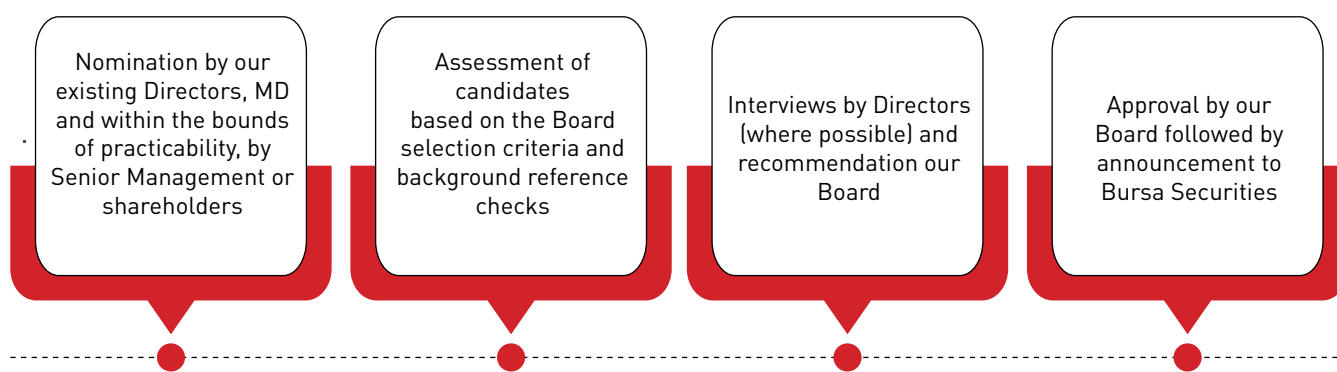 Nomination by our
existing Directors, MD
and within the bounds
of practicability, by
Senior Management or
shareholders
Assessment of
candidates
based on the Board
selection criteria and
background reference
checks
Interviews by Directors
(where possible) and
recommendation our
Board
Approval by our
Board followed by
announcement to
Bursa Securities